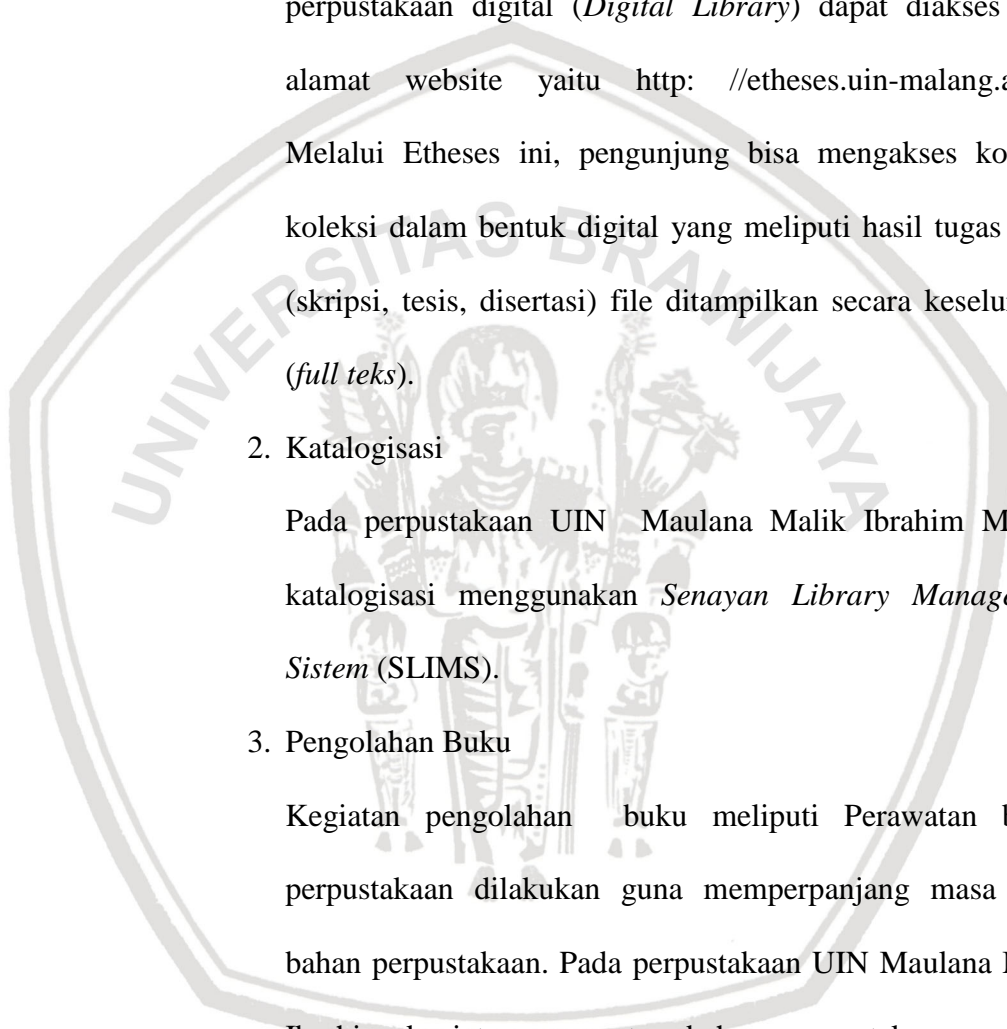 perpustakaan digital (Digital Library) dapat diakses
alamat website yaitu http: //etheses.uin-malang.a
Melalui Etheses ini, pengunjung bisa mengakses ko
koleksi dalam bentuk digital yang meliputi hasil tugas
(skripsi, tesis, disertasi) file ditampilkan secara keselu
(full teks).
2. Katalogisasi
Pada perpustakaan UIN Maulana Malik Ibrahim M
katalogisasi menggunakan Senayan Library Manag
Sistem (SLIMS).
3. Pengolahan Buku
Kegiatan pengolahan buku meliputi Perawatan b
perpustakaan dilakukan guna memperpanjang masa
bahan perpustakaan. Pada perpustakaan UIN Maulana
UNIVERSITAS BRAWIJAYA